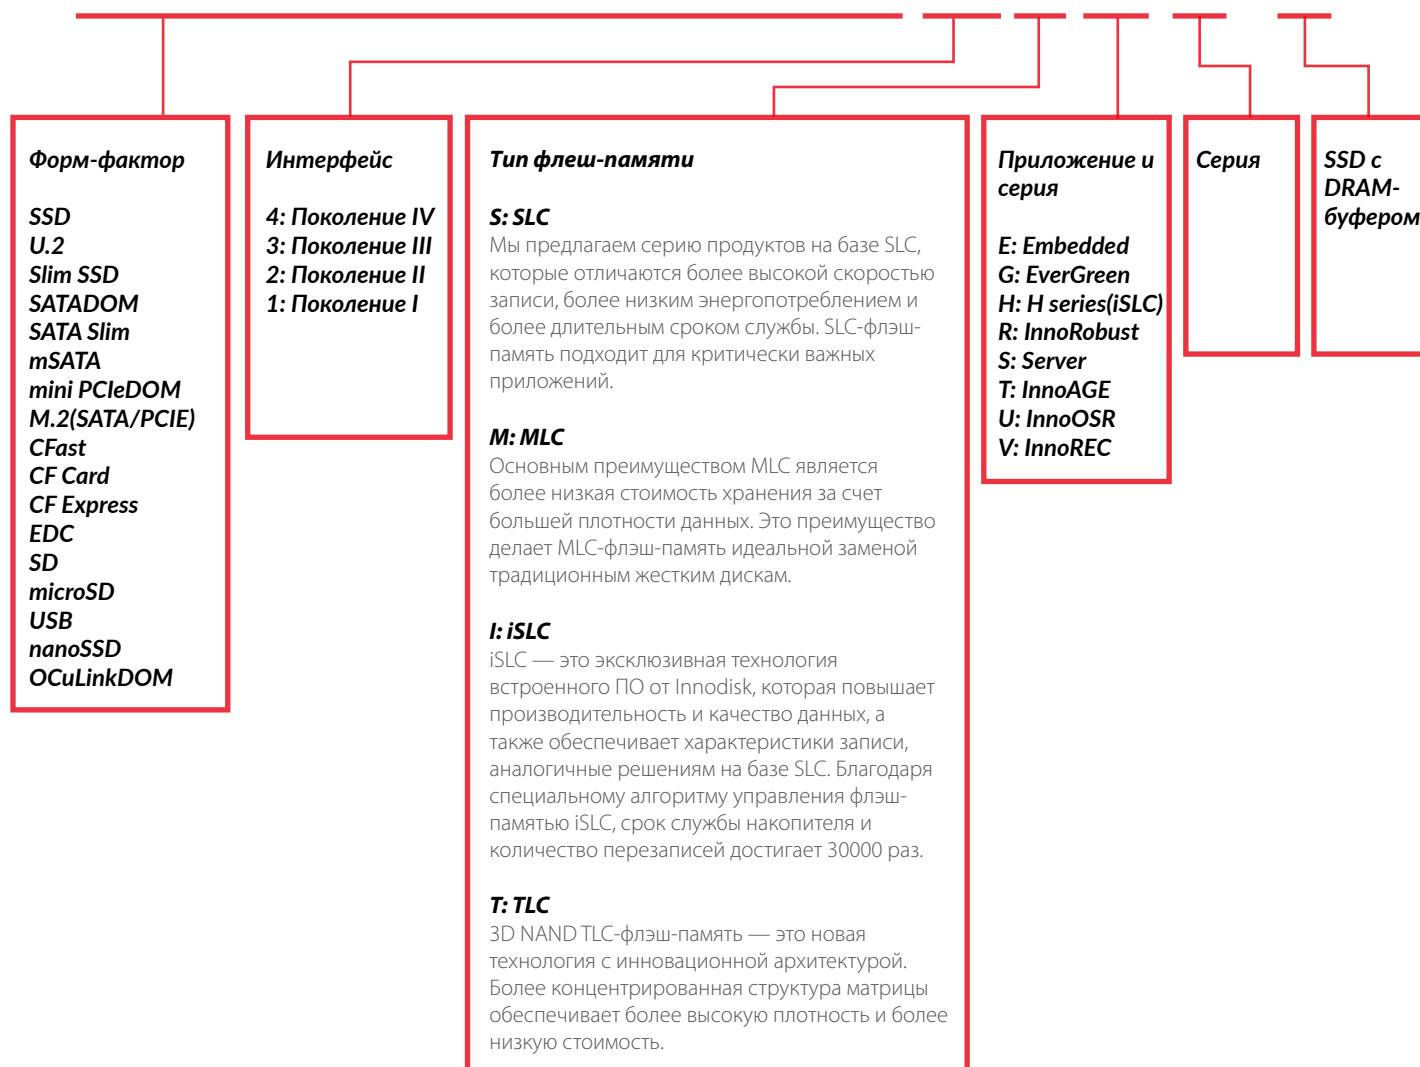 Форм-фактор
SSD
U.2
Slim SSD
SATADOM
SATA Slim
mSATA
mini PCIeDOM
M.2(SATA/PCIE)
CFast
CF Card
CF Express
EDC
SD
microSD
USB
nanoSSD
OCuLinkDOM
Интерфейс
4: Поколение IV
3: Поколение III
2: Поколение II
1: Поколение I
Тип флеш-памяти
S: SLC
Мы предлагаем серию продуктов на базе SLC,
которые отличаются более высокой скоростью
записи, более низким энергопотреблением и
более длительным сроком службы. SLC-флэш-
память подходит для критически важных
приложений.
M: MLC
Основным преимуществом MLC является
более низкая стоимость хранения за счет
большей плотности данных. Это преимущество
делает MLC-флэш-память идеальной заменой
традиционным жестким дискам.
I: iSLC
iSLC — это эксклюзивная технология
встроенного ПО от Innodisk, которая повышает
производительность и качество данных, а
также обеспечивает характеристики записи,
аналогичные решениям на базе SLC. Благодаря
специальному алгоритму управления флэш-
памятью iSLC, срок службы накопителя и
количество перезаписей достигает 30000 раз.
T: TLC
3D NAND TLC-флэш-память — это новая
технология с инновационной архитектурой.
Более концентрированная структура матрицы
обеспечивает более высокую плотность и более
низкую стоимость.
Приложение и
серия
E: Embedded
G: EverGreen
H: H series(iSLC)
R: InnoRobust
S: Server
T: InnoAGE
U: InnoOSR
V: InnoREC
Серия
SSD с
DRAM-
буфером